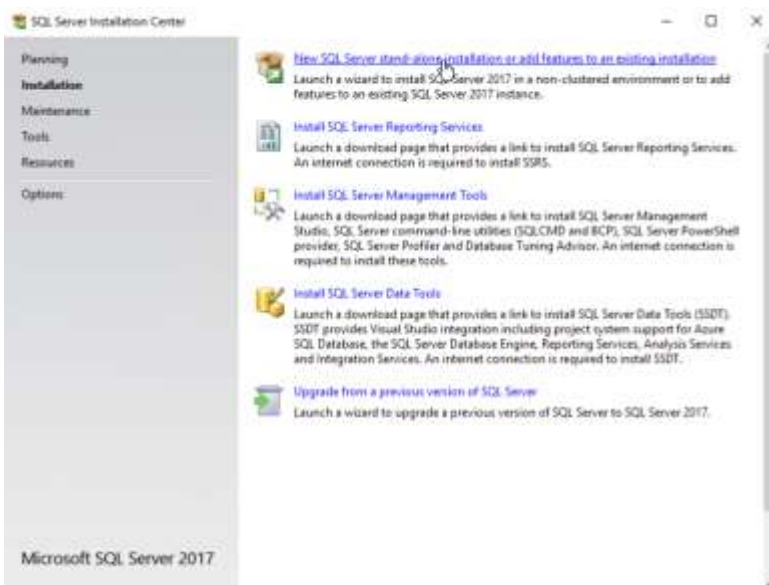 SQL Server Installation Center
Planning
Installation
Maintenance
Tools
Resources
Options
New SQL Server stand-alone installation or add features to an existing installation
Launch a wizard to install SQL Server 2017 in a non-clustered environment or to add
features to an existing SQL Server 2017 instance.
Install SQL Server Reporting Services
Launch a download page that provides a link to install SQL Server Reporting Services.
An internet connection is required to install SSRS.
Install SQL Server Management Tools
Launch a download page that provides a link to install SQL Server Management
Studio, SQL Server command-line utilities (SQLCMD and BCP), SQL Server PowerShell
provider, SQL Server Profiler and Database Tuning Advisor. An internet connection is
required to install these tools.
Install SQL Server Data Tools
Launch a download page that provides a link to install SQL Server Data Tools (SSDT).
SSDT provides Visual Studio integration including project system support for Azure
SQL Database, the SQL Server Database Engine, Reporting Services, Analysis Services
and Integration Services. An internet connection is required to install SSDT.
Upgrade from a previous version of SQL Server
Launch a wizard to upgrade a previous version of SQL Server to SQL Server 2017.
Microsoft SQL Server 2017